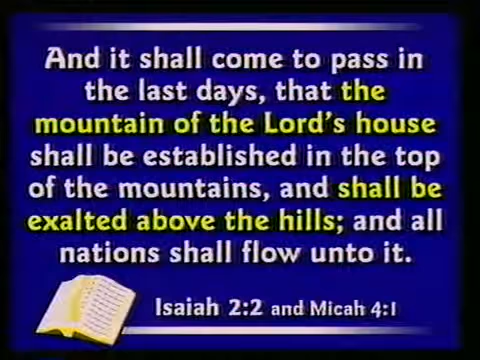 And it shall come to pass in
the last days, that the
mountain of the Lord's house
shall be established in the top
of the mountains, and shall be
exalted above the hills; and all
nations shall flow unto it.
Isaiah 2:2 and Micah 4:1